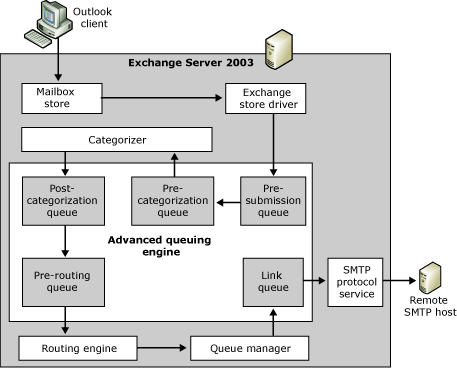 Outlook
client
Exchange Server 2003
Mailbox
store
Exchange
store driver
Categorizer
Post-
categorization
queue
Pre-
categorization
queue
Pre-
submission
queue
Advanced queuing
engine
Pre-routing
queue
Link
queue
SMTP
protocol
service
Remote
SMTP host
Routing engine
Queue manager